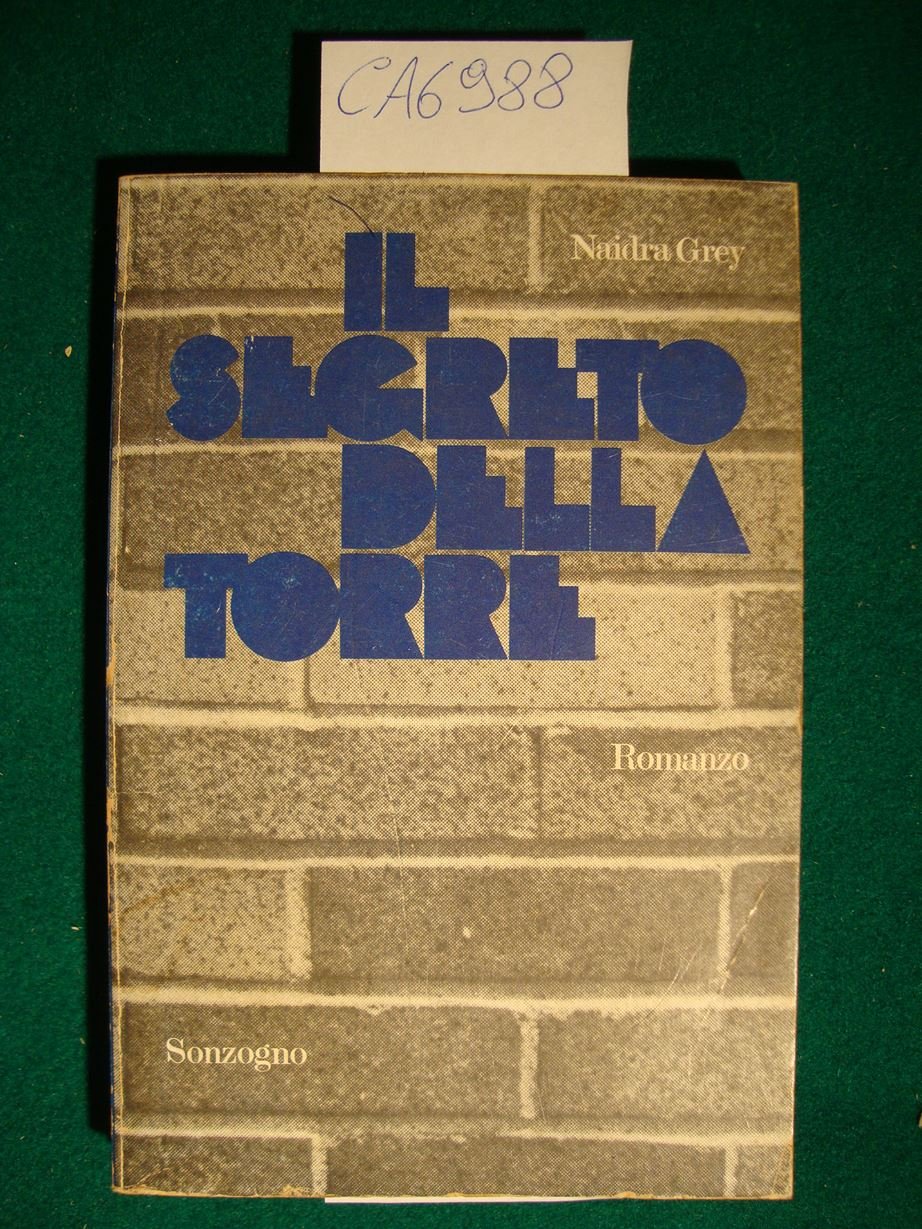 CA6988
Naidra Grey
IL
SEGRETO
DELLA
TORRE
Romanzo
Sonzogno